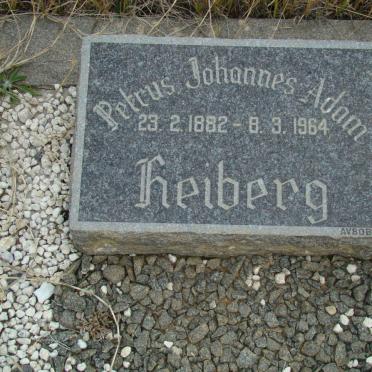 Petrus Johannes Adam
23. 2. 1882 - 8. 3. 1964
Heiberg
AVBOB